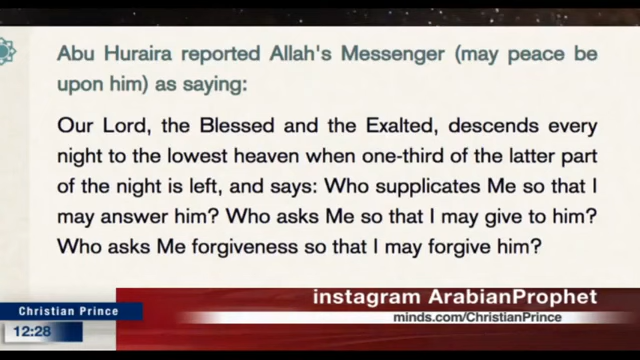 Abu Huraira reported Allah's Messenger (may peace be
upon him) as saying:
Our Lord, the Blessed and the Exalted, descends every
night to the lowest heaven when one-third of the latter part
of the night is left, and says: Who supplicates Me so that I
may answer him? Who asks Me so that I may give to him?
Who asks Me forgiveness so that I may forgive him?
instagram ArabianProphet
Christian Prince
minds.com/ChristianPrince
12:28